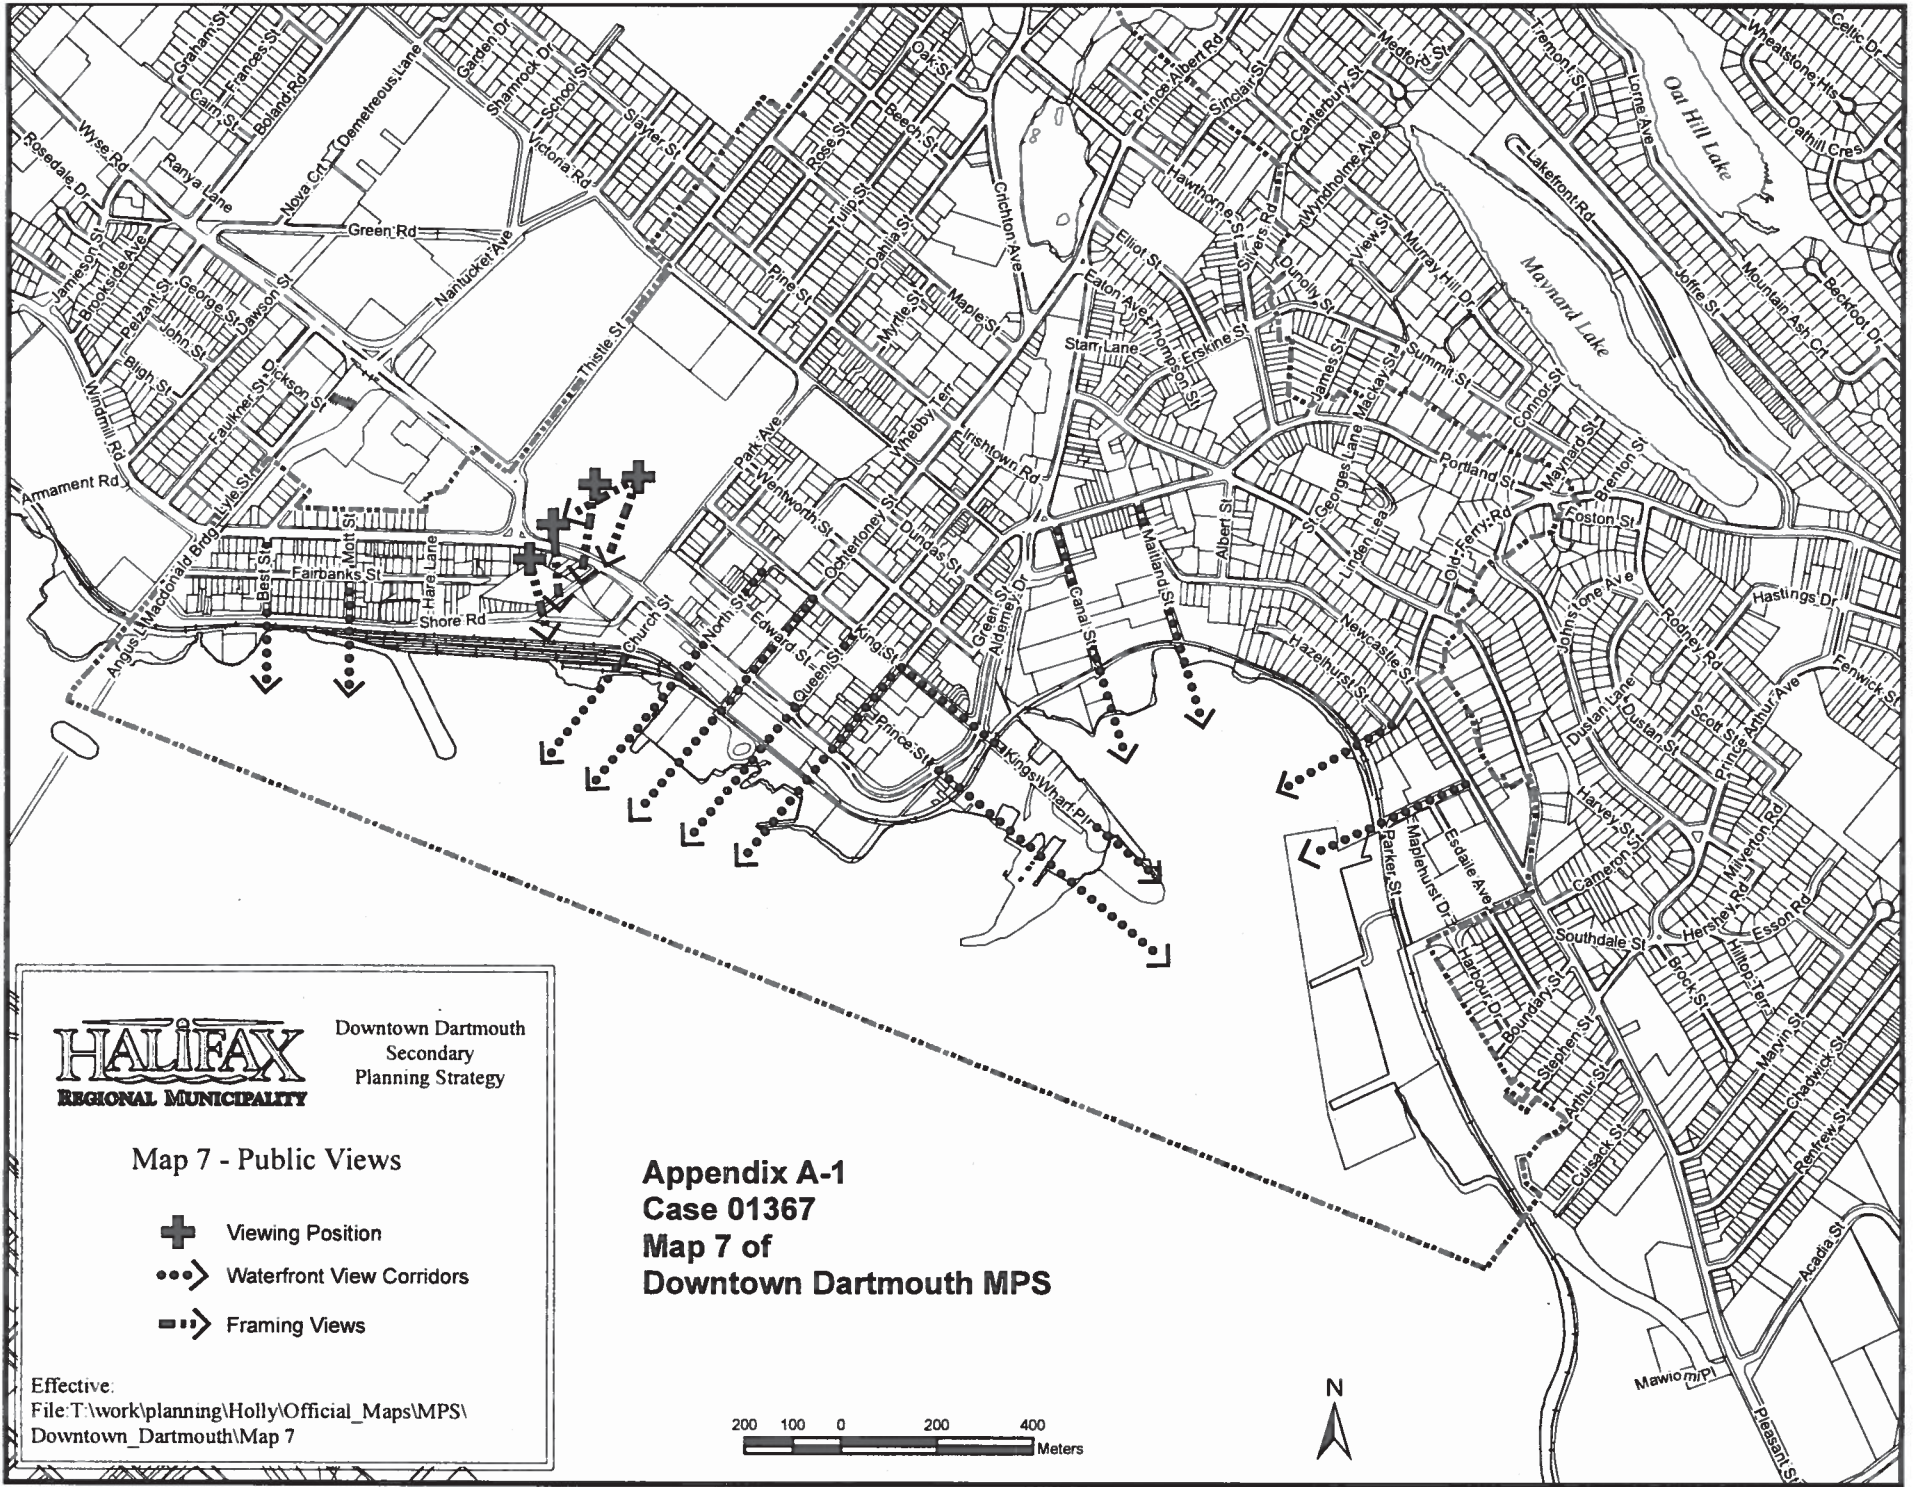 Graham St
Frances St
Cairn St
Boland Rd
Garden Dr
Shamrock Dr
School St
Slayter St
Victoria Rd
Demetreous Lane
Nova Crt
Wyse Rd
Rosedale Dr
Ranya Lane
Green Rd
Nantucket Ave
Jamieson St
Brookside Ave
Pelzant St
George St
John St
Dawson St
Bligh St
Windmill Rd
Dickson St
Faulkner St
Lyle St
Armament Rd
Thistle St
Oak St
Beech St
Rose St
Tulip St
Dahlia St
Pine St
Myrtle St
Maple St
Crichton Ave
Prince Albert Rd
Sinclair St
Medford St
Canterbury St
Hawthorne St
Silvers Rd
Wyndholme Ave
View St
Murray Hill Dr
Elliot St
Eaton Ave
Thompson St
Erskine St
Starr Lane
Dunolly St
James St
Mackay St
Summit St
Connor St
Tremont St
Lorne Ave
Oat Hill Lake
Wheatstone Hts
Celtic Dr
Oathill Cres
Lakefront Rd
Maynard Lake
Joffre St
Mountain Ash Crt
Beckfoot Dr
Whebby Terr
Irishtown Rd
Park Ave
Wentworth St
Ochterloney St
Dundas St
Portland St
Maynard St
Brenton St
St Georges Lane
Linden Lea
Old Ferry Rd
Albert St
Maitland St
Canal St
Angus L Macdonald Brdg
Best St
Mott St
Hare Lane
Fairbanks St
Shore Rd
Church St
North St
Edward St
Queen St
King St
Green St
Alderney Dr
Prince St
Kings Wharf Pl
Newcastle St
Hazelhurst St
Johnstone Ave
Rodney Rd
Hastings Dr
Fenwick St
Dustan Lane
Dustan St
Scott St
Prince Arthur Ave
Harvey St
Cameron St
Milverton Rd
Hershey Rd
Esson Rd
Parker St
Maplehurst Dr
Esdaile Ave
Southdale St
Hilltop Terr
Brock St
Harbour Dr
Boundary St
Stephen St
Arthur St
Cuisack St
Marvin St
Chadwick St
Renfrew St
Acadia St
Mawiomi Pl
Pleasant St
HALIFAX
REGIONAL MUNICIPALITY
Downtown Dartmouth
Secondary
Planning Strategy
Map 7 - Public Views
Viewing Position
Waterfront View Corridors
Framing Views
Effective:
File:T:\work\planning\Holly\Official_Maps\MPS\
Downtown_Dartmouth\Map 7
Appendix A-1
Case 01367
Map 7 of
Downtown Dartmouth MPS
200 100 0 200 400
Meters
N